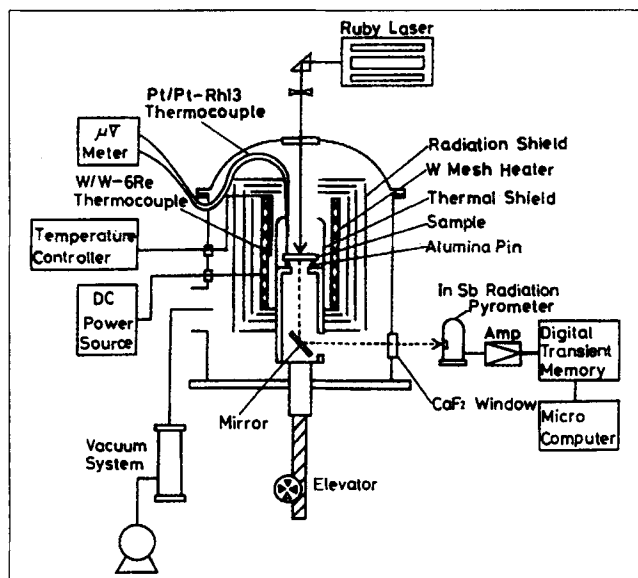 Ruby Laser
Pt/Pt-Rh13
Thermocouple
μV
Meter
W/W-6Re
Thermocouple
Temperature
Controller
DC
Power
Source
Radiation Shield
W Mesh Heater
Thermal Shield
Sample
Alumina Pin
In Sb Radiation
Pyrometer
Amp
Digital
Transient
Memory
Micro
Computer
CaF₂ Window
Mirror
Vacuum
System
Elevator